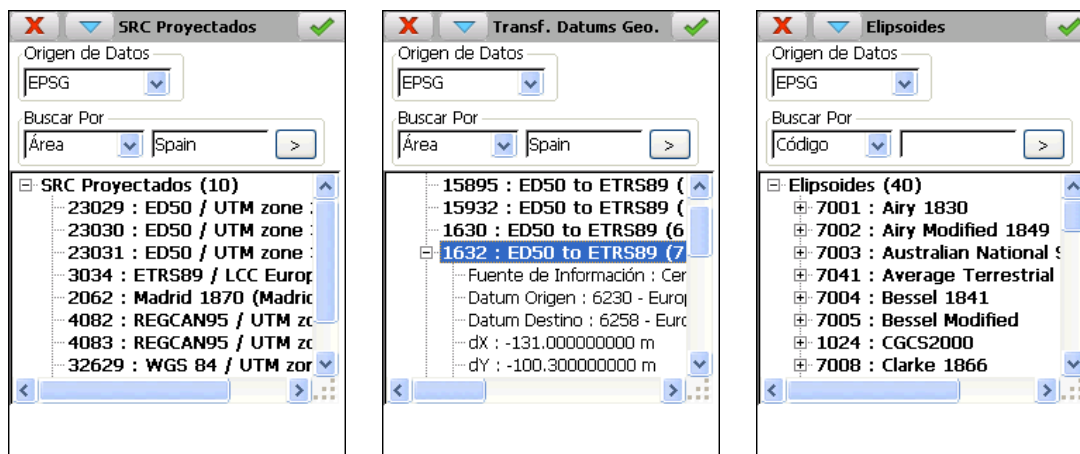 X SRC Proyectados
Origen de Datos
EPSG
Buscar Por
Área Spain >
SRC Proyectados (10)
23029 : ED50 / UTM zone
23030 : ED50 / UTM zone
23031 : ED50 / UTM zone
3034 : ETRS89 / LCC Europ
2062 : Madrid 1870 (Madric
4082 : REGCAN95 / UTM zo
4083 : REGCAN95 / UTM zo
32629 : WGS 84 / UTM zor
X Transf. Datums Geo.
Origen de Datos
EPSG
Buscar Por
Área Spain >
15895 : ED50 to ETRS89 (
15932 : ED50 to ETRS89 (
1630 : ED50 to ETRS89 (6
1632 : ED50 to ETRS89 (7
Fuente de Información : Cer
Datum Origen : 6230 - Europ
Datum Destino : 6258 - Euro
dX : -131.000000000 m
dY : -100.300000000 m
X Elipsoides
Origen de Datos
EPSG
Buscar Por
Código >
Elipsoides (40)
7001 : Airy 1830
7002 : Airy Modified 1849
7003 : Australian National S
7041 : Average Terrestrial
7004 : Bessel 1841
7005 : Bessel Modified
1024 : CGCS2000
7008 : Clarke 1866